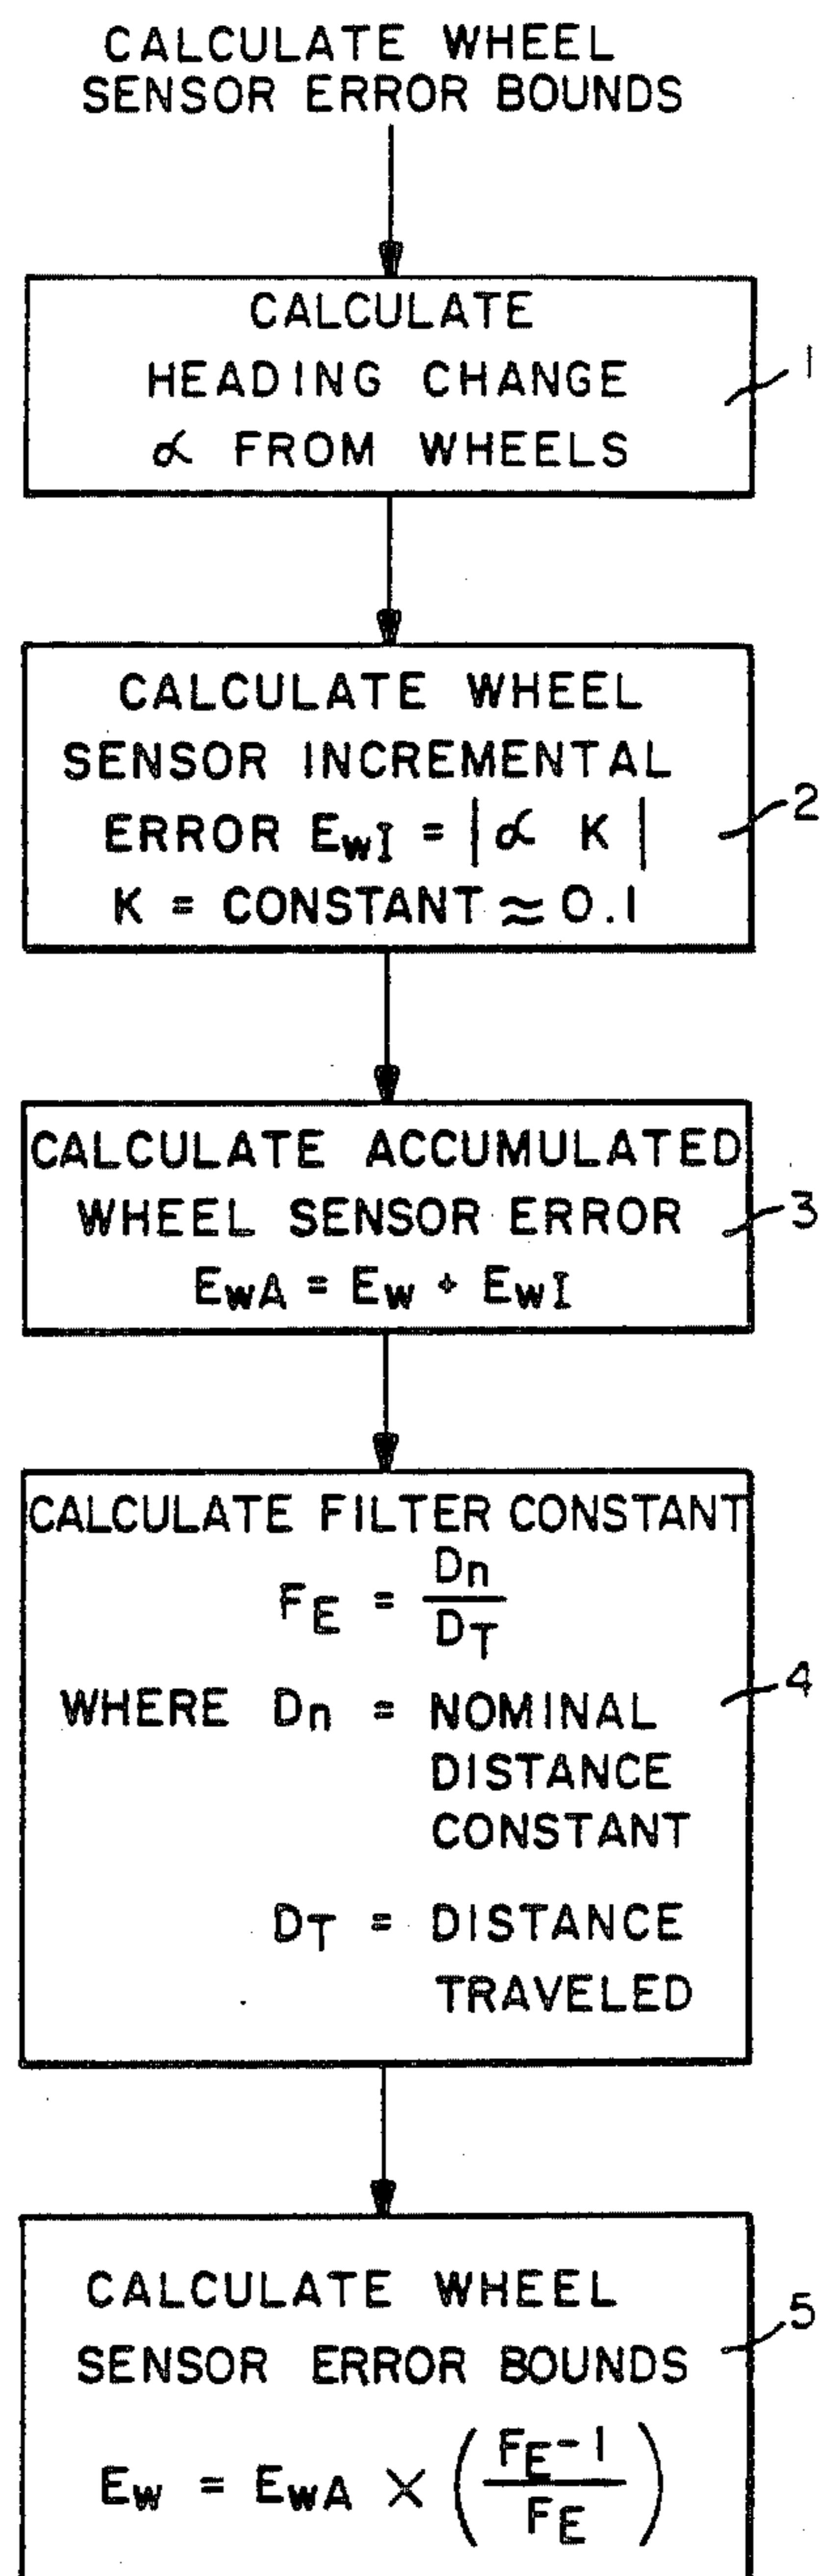 CALCULATE WHEEL
SENSOR ERROR BOUNDS
CALCULATE
HEADING CHANGE
α FROM WHEELS
1
CALCULATE WHEEL
SENSOR INCREMENTAL
ERROR EwI = | α K |
K = CONSTANT ≈ 0.1
2
CALCULATE ACCUMULATED
WHEEL SENSOR ERROR
EwA = Ew + EwI
3
CALCULATE FILTER CONSTANT
FE = Dn / DT
WHERE Dn = NOMINAL
DISTANCE
CONSTANT
DT = DISTANCE
TRAVELED
4
CALCULATE WHEEL
SENSOR ERROR BOUNDS
Ew = EwA × (FE-1 / FE)
5